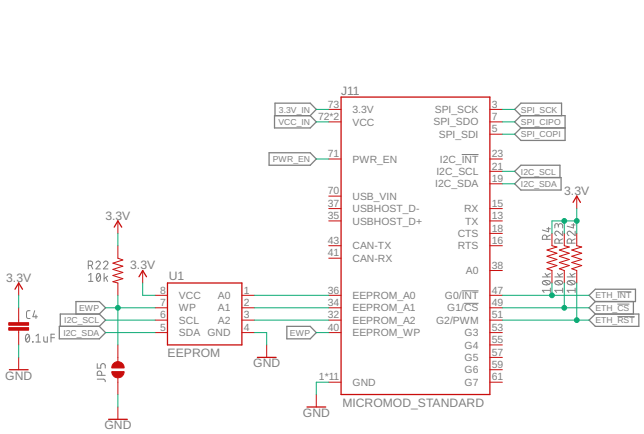 J11
3.3V_IN 73 3.3V SPI_SCK 3 SPI_SCK
VCC_IN 72*2 VCC SPI_SDO 7 SPI_CIPO
SPI_SDI 5 SPI_COPI
PWR_EN 71 PWR_EN I2C_INT 23
I2C_SCL 21 I2C_SCL
I2C_SDA 19 I2C_SDA
70 USB_VIN 3.3V
37 USBHOST_D- RX 15
35 USBHOST_D+ TX 13
CTS 18
43 CAN-TX RTS 16
41 CAN-RX
R4 R23 R24
10k 10k 10k
A0 38
3.3V
R22
10k
3.3V
3.3V
U1
8 VCC A0 1 36 EEPROM_A0 G0/INT 47 ETH_INT
EWP 7 WP A1 2 34 EEPROM_A1 G1/CS 49 ETH_CS
I2C_SCL 6 SCL A2 3 32 EEPROM_A2 G2/PWM 51 ETH_RST
I2C_SDA 5 SDA GND 4 EWP 40 EEPROM_WP G3 53
C4
0.1uF
G4 55
EEPROM
G5 57
GND
G6 59
GND
JP5
1*11 GND G7 61
MICROMOD_STANDARD
GND
GND